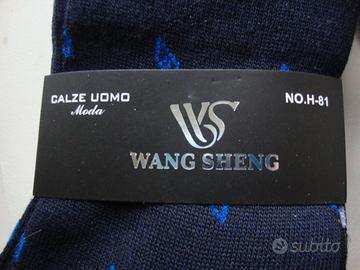 CALZE UOMO
Moda
NO.H-81
WS
WANG SHENG
subito